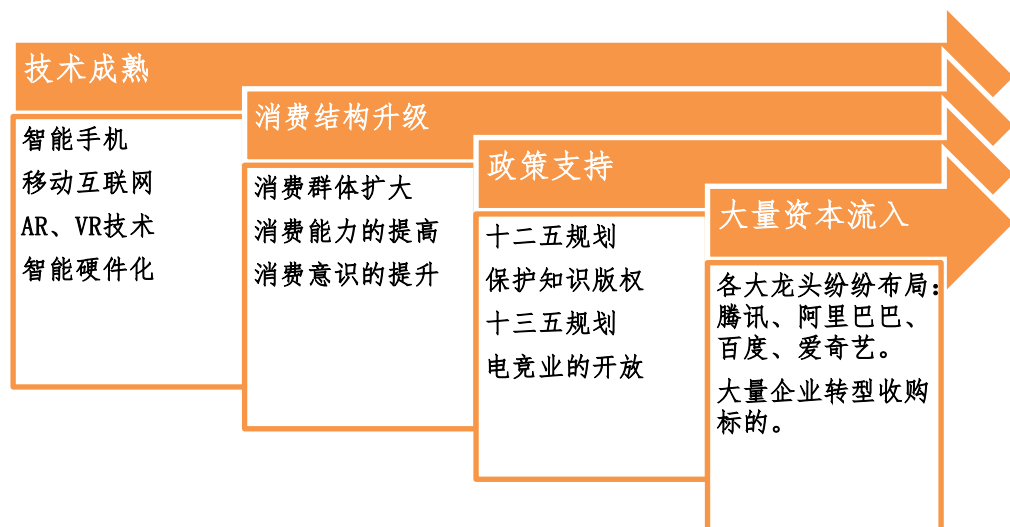 技术成熟
智能手机
移动互联网
AR、VR技术
智能硬件化
消费结构升级
消费群体扩大
消费能力的提高
消费意识的提升
政策支持
十二五规划
保护知识版权
十三五规划
电竞业的开放
大量资本流入
各大龙头纷纷布局：
腾讯、阿里巴巴、
百度、爱奇艺。
大量企业转型收购
标的。